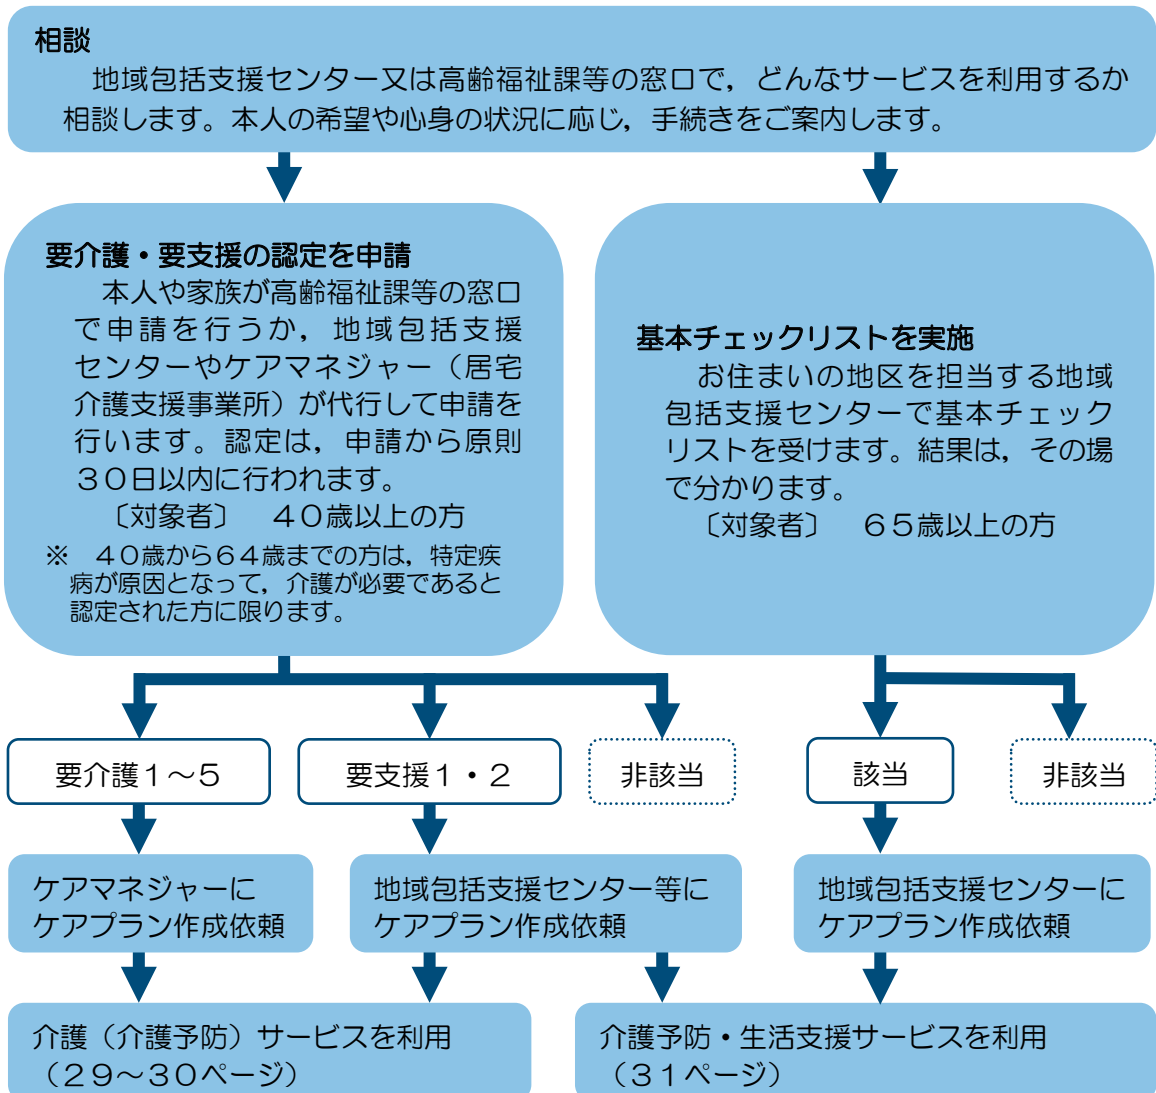 相談
地域包括支援センター又は高齢福祉課等の窓口で，どんなサービスを利用するか
相談します。本人の希望や心身の状況に応じ，手続きをご案内します。
要介護・要支援の認定を申請
本人や家族が高齢福祉課等の窓口
で申請を行うか，地域包括支援
センターやケアマネジャー（居宅
介護支援事業所）が代行して申請を
行います。認定は，申請から原則
３０日以内に行われます。
〔対象者〕　４０歳以上の方
※　４０歳から６４歳までの方は，特定疾
病が原因となって，介護が必要であると
認定された方に限ります。
基本チェックリストを実施
お住まいの地区を担当する地域
包括支援センターで基本チェック
リストを受けます。結果は，その場
で分かります。
〔対象者〕　６５歳以上の方
要介護１～５
要支援１・２
非該当
該当
非該当
ケアマネジャーに
ケアプラン作成依頼
地域包括支援センター等に
ケアプラン作成依頼
地域包括支援センターに
ケアプラン作成依頼
介護（介護予防）サービスを利用
（２９～３０ページ）
介護予防・生活支援サービスを利用
（３１ページ）